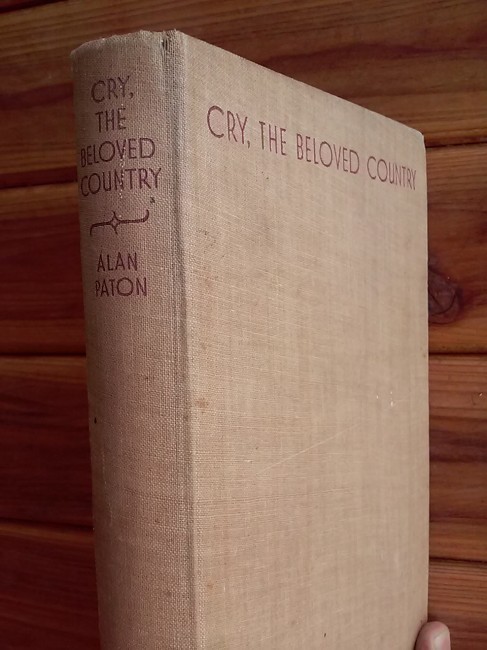 CRY,
THE
BELOVED
COUNTRY
ALAN
PATON
CRY, THE BELOVED COUNTRY